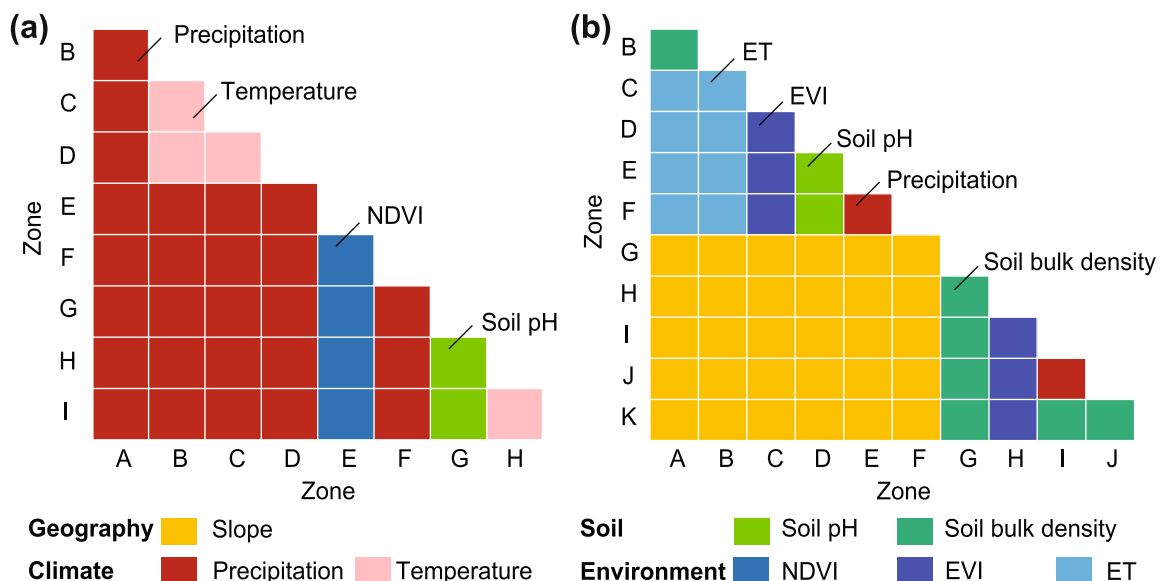 (a)
Precipitation
Temperature
NDVI
Soil pH
B
C
D
E
F
G
H
I
Zone
A B C D E F G H
Zone
(b)
ET
EVI
Soil pH
Precipitation
Soil bulk density
B
C
D
E
F
G
H
I
J
K
Zone
A B C D E F G H I J
Zone
Geography Slope
Climate Precipitation Temperature
Soil Soil pH Soil bulk density
Environment NDVI EVI ET